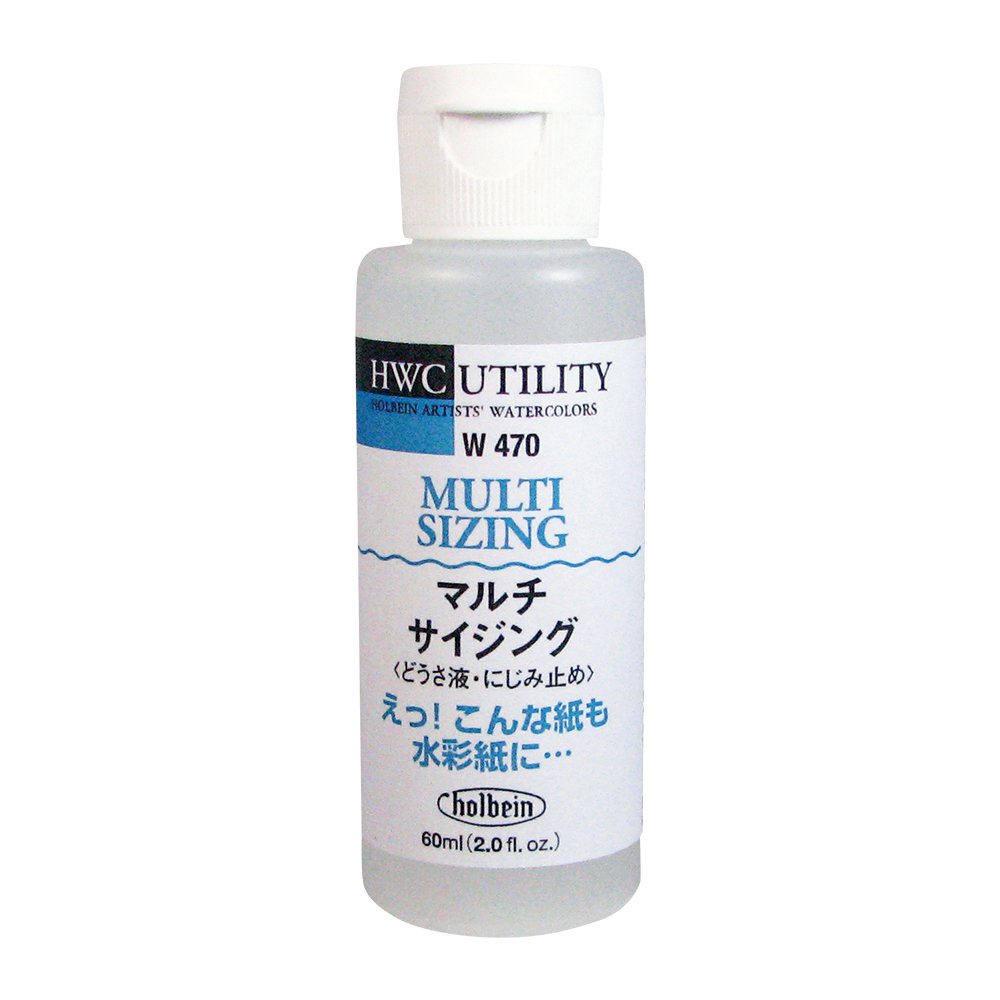 HWC UTILITY
HOLBEIN ARTISTS' WATERCOLORS
W 470
MULTI
SIZING
マルチ
サイジング
〈どうさ液・にじみ止め〉
えっ! こんな紙も
水彩紙に…
holbein
60ml (2.0 fl. oz.)